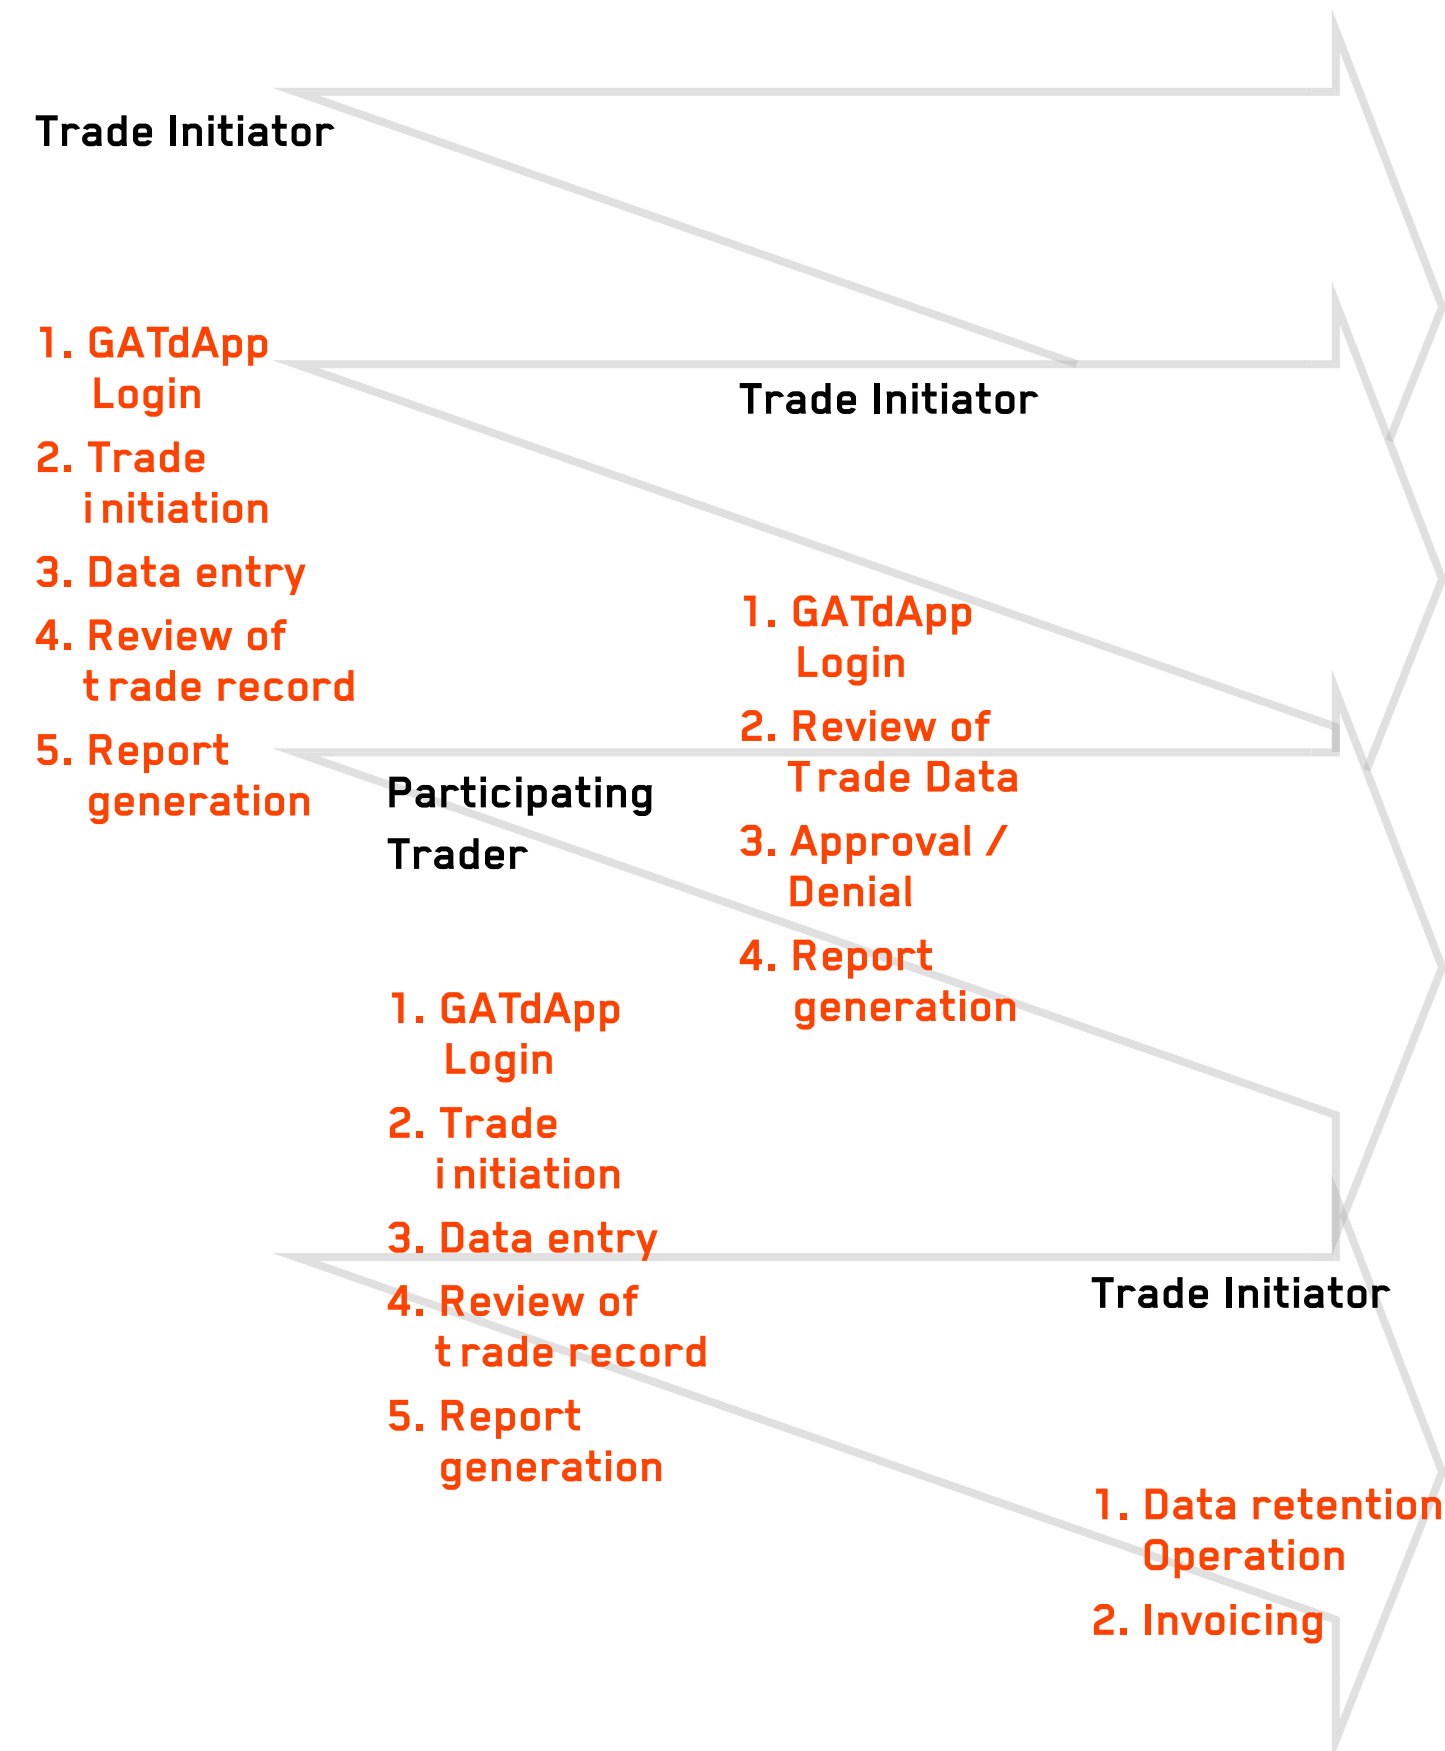 Trade Initiator
1. GATdApp
Login
2. Trade
initiation
3. Data entry
4. Review of
trade record
5. Report
generation
Participating
Trader
1. GATdApp
Login
2. Trade
initiation
3. Data entry
4. Review of
trade record
5. Report
generation
Trade Initiator
1. GATdApp
Login
2. Review of
Trade Data
3. Approval /
Denial
4. Report
generation
Trade Initiator
1. Data retention
Operation
2. Invoicing